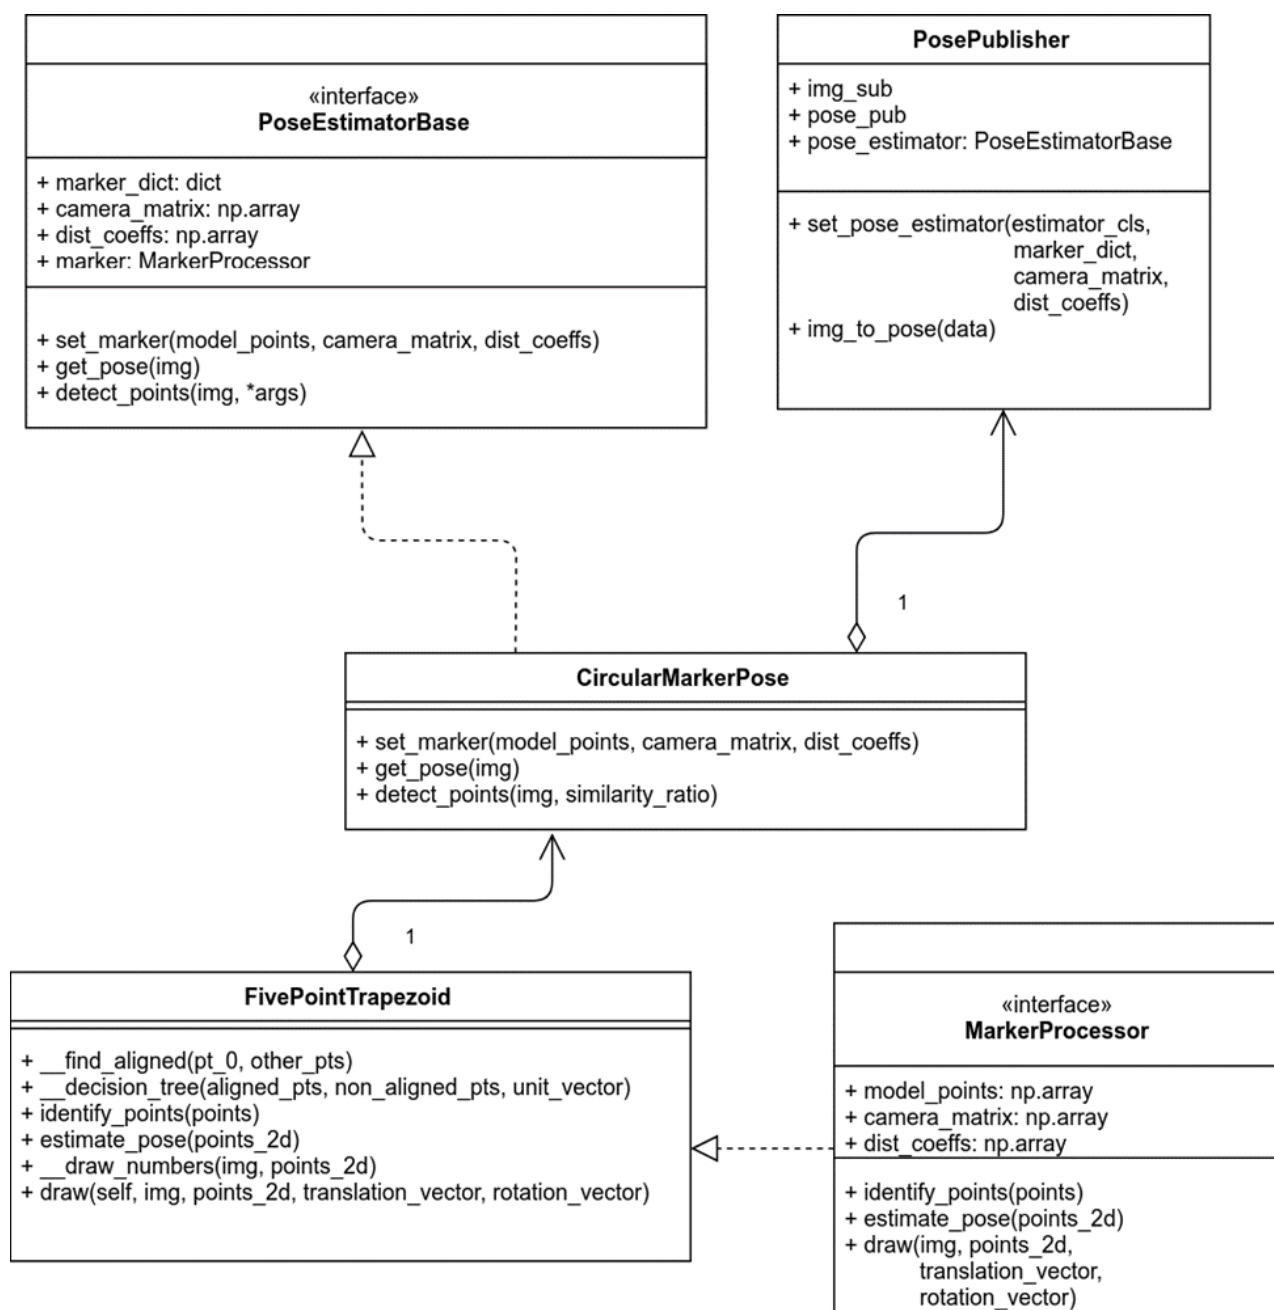 «interface»
PoseEstimatorBase
+ marker_dict: dict
+ camera_matrix: np.array
+ dist_coeffs: np.array
+ marker: MarkerProcessor
+ set_marker(model_points, camera_matrix, dist_coeffs)
+ get_pose(img)
+ detect_points(img, *args)
PosePublisher
+ img_sub
+ pose_pub
+ pose_estimator: PoseEstimatorBase
+ set_pose_estimator(estimator_cls,
marker_dict,
camera_matrix,
dist_coeffs)
+ img_to_pose(data)
1
CircularMarkerPose
+ set_marker(model_points, camera_matrix, dist_coeffs)
+ get_pose(img)
+ detect_points(img, similarity_ratio)
1
FivePointTrapezoid
+ __find_aligned(pt_0, other_pts)
+ __decision_tree(aligned_pts, non_aligned_pts, unit_vector)
+ identify_points(points)
+ estimate_pose(points_2d)
+ __draw_numbers(img, points_2d)
+ draw(self, img, points_2d, translation_vector, rotation_vector)
«interface»
MarkerProcessor
+ model_points: np.array
+ camera_matrix: np.array
+ dist_coeffs: np.array
+ identify_points(points)
+ estimate_pose(points_2d)
+ draw(img, points_2d,
translation_vector,
rotation_vector)